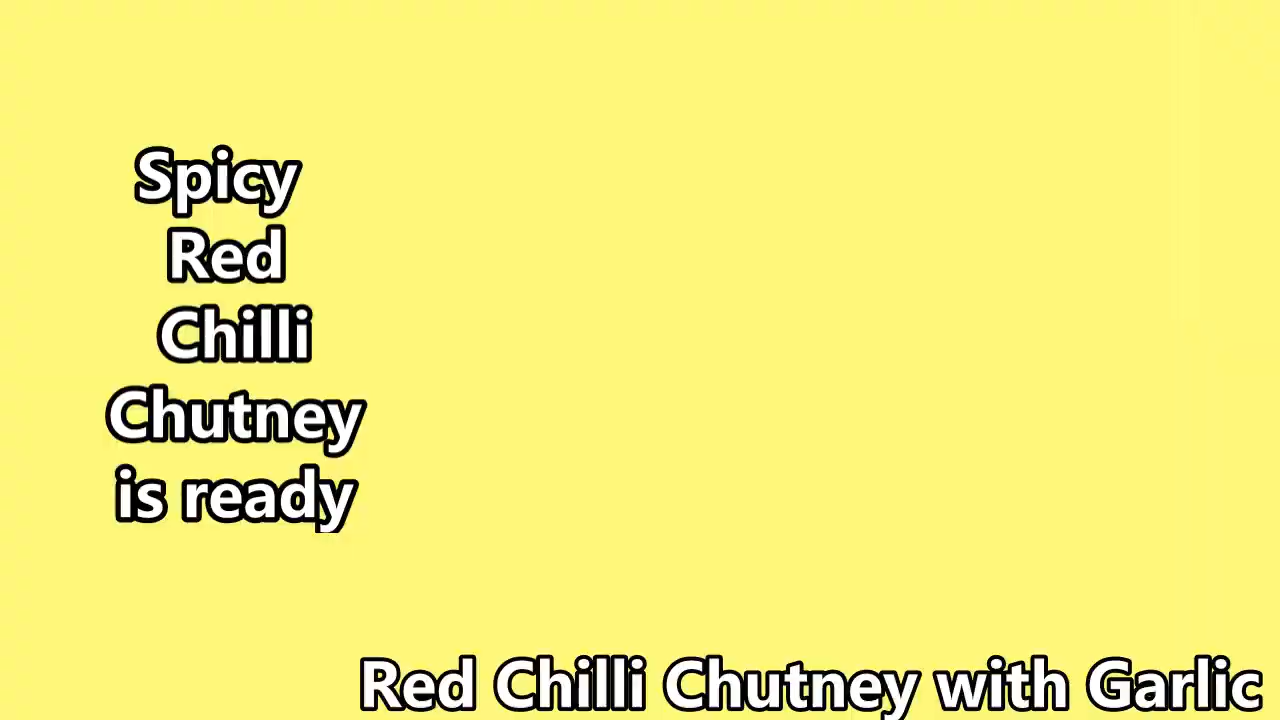 Spicy
Red
Chilli
Chutney
is ready
Red Chilli Chutney with Garlic